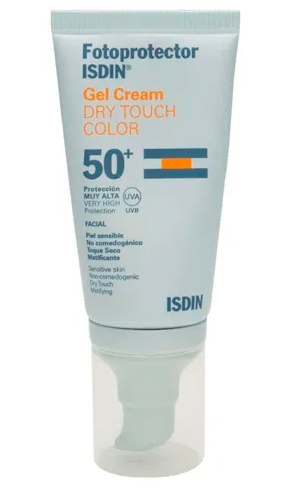 Fotoprotector
ISDIN®
Gel Cream
DRY TOUCH
COLOR
50+
Protección
MUY ALTA
VERY HIGH
Protection
UVA
UVB
FACIAL
Piel sensible
No comedogénico
Toque Seco
Matificante
Sensitive skin
Non-comedogenic
Dry Touch
Matifying
ISDIN